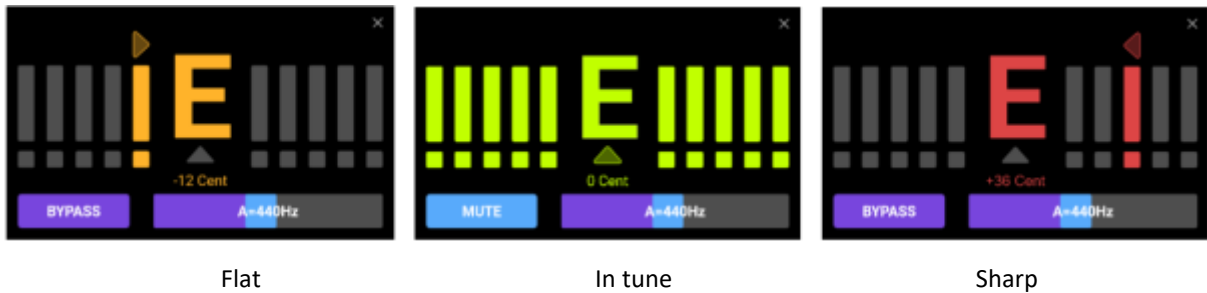 ×
E
-12 Cent
BYPASS
A=440Hz
Flat
×
E
0 Cent
MUTE
A=440Hz
In tune
×
E
+36 Cent
BYPASS
A=440Hz
Sharp